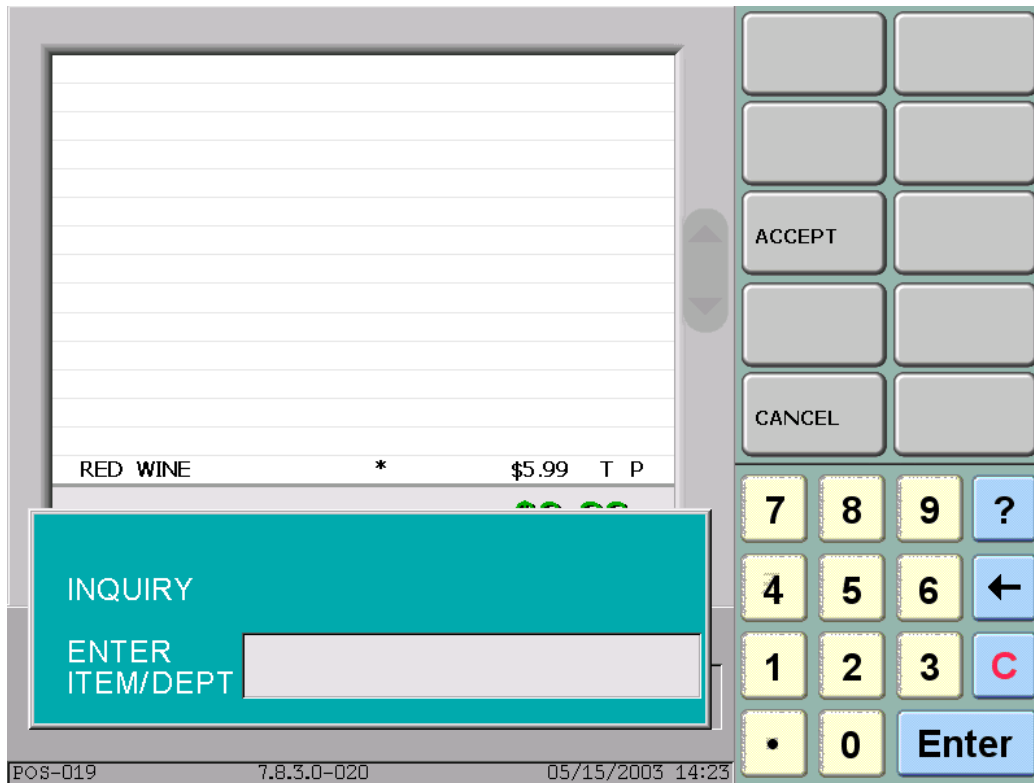 ACCEPT
CANCEL
RED WINE * $5.99 T P
INQUIRY
ENTER
ITEM/DEPT
7 8 9 ?
4 5 6 ←
1 2 3 C
• 0 Enter
POS-019 7.8.3.0-020 05/15/2003 14:23